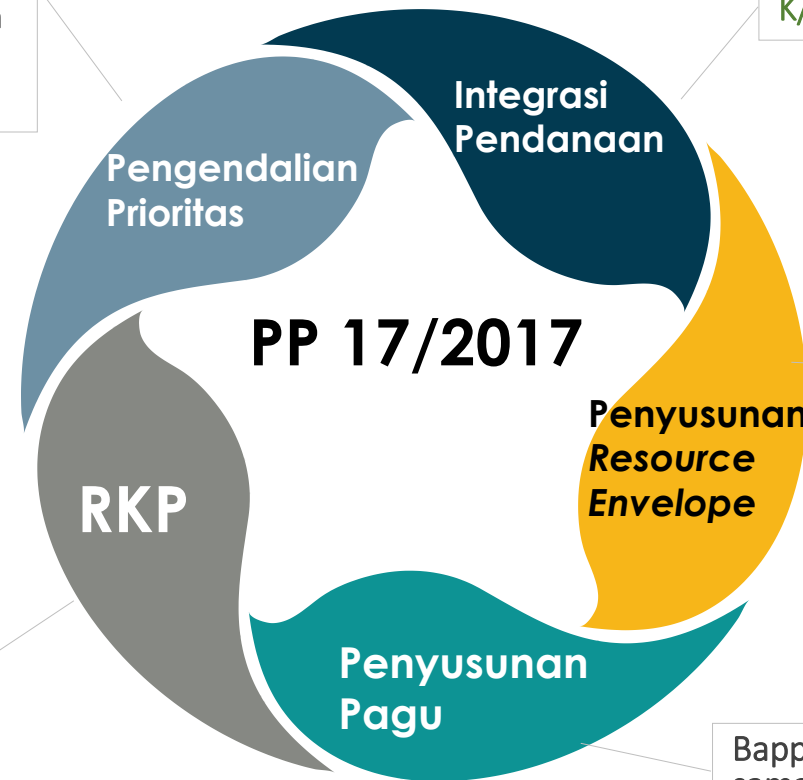 K/
Integrasi
Pendanaan
Pengendalian
Prioritas
PP 17/2017
Penyusunan
Resource
Envelope
RKP
Penyusunan
Pagu
Bapp